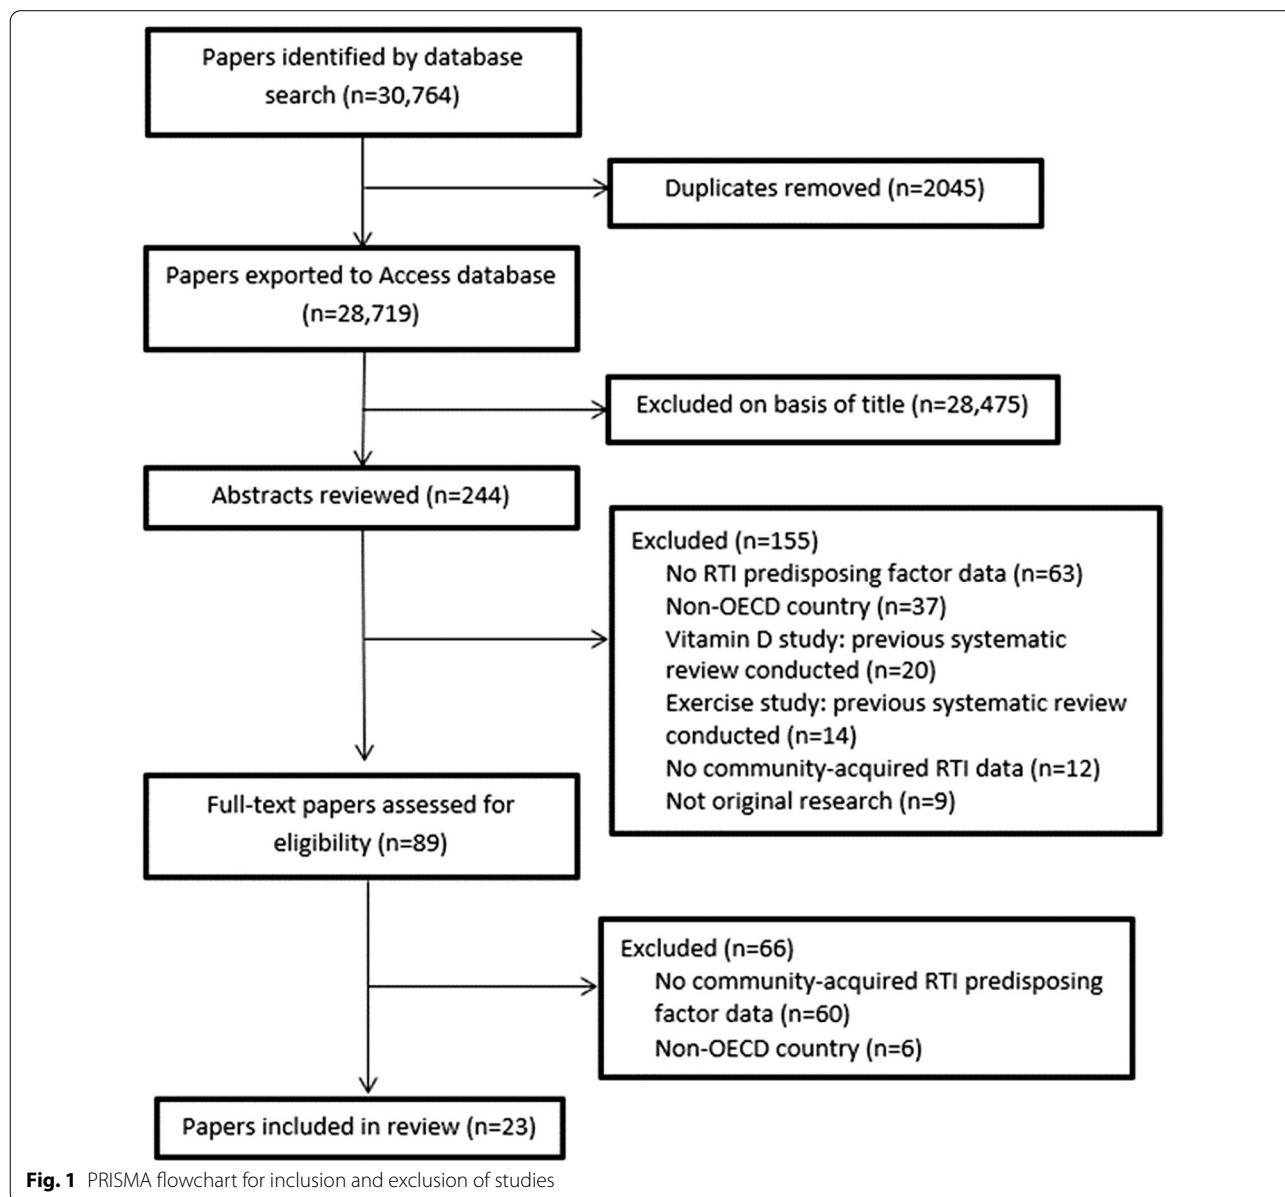 Papers identified by database
search (n=30,764)
Duplicates removed (n=2045)
Papers exported to Access database
(n=28,719)
Excluded on basis of title (n=28,475)
Abstracts reviewed (n=244)
Excluded (n=155)
No RTI predisposing factor data (n=63)
Non-OECD country (n=37)
Vitamin D study: previous systematic
review conducted (n=20)
Exercise study: previous systematic review
conducted (n=14)
No community-acquired RTI data (n=12)
Not original research (n=9)
Full-text papers assessed for
eligibility (n=89)
Excluded (n=66)
No community-acquired RTI predisposing
factor data (n=60)
Non-OECD country (n=6)
Papers included in review (n=23)
Fig. 1 PRISMA flowchart for inclusion and exclusion of studies